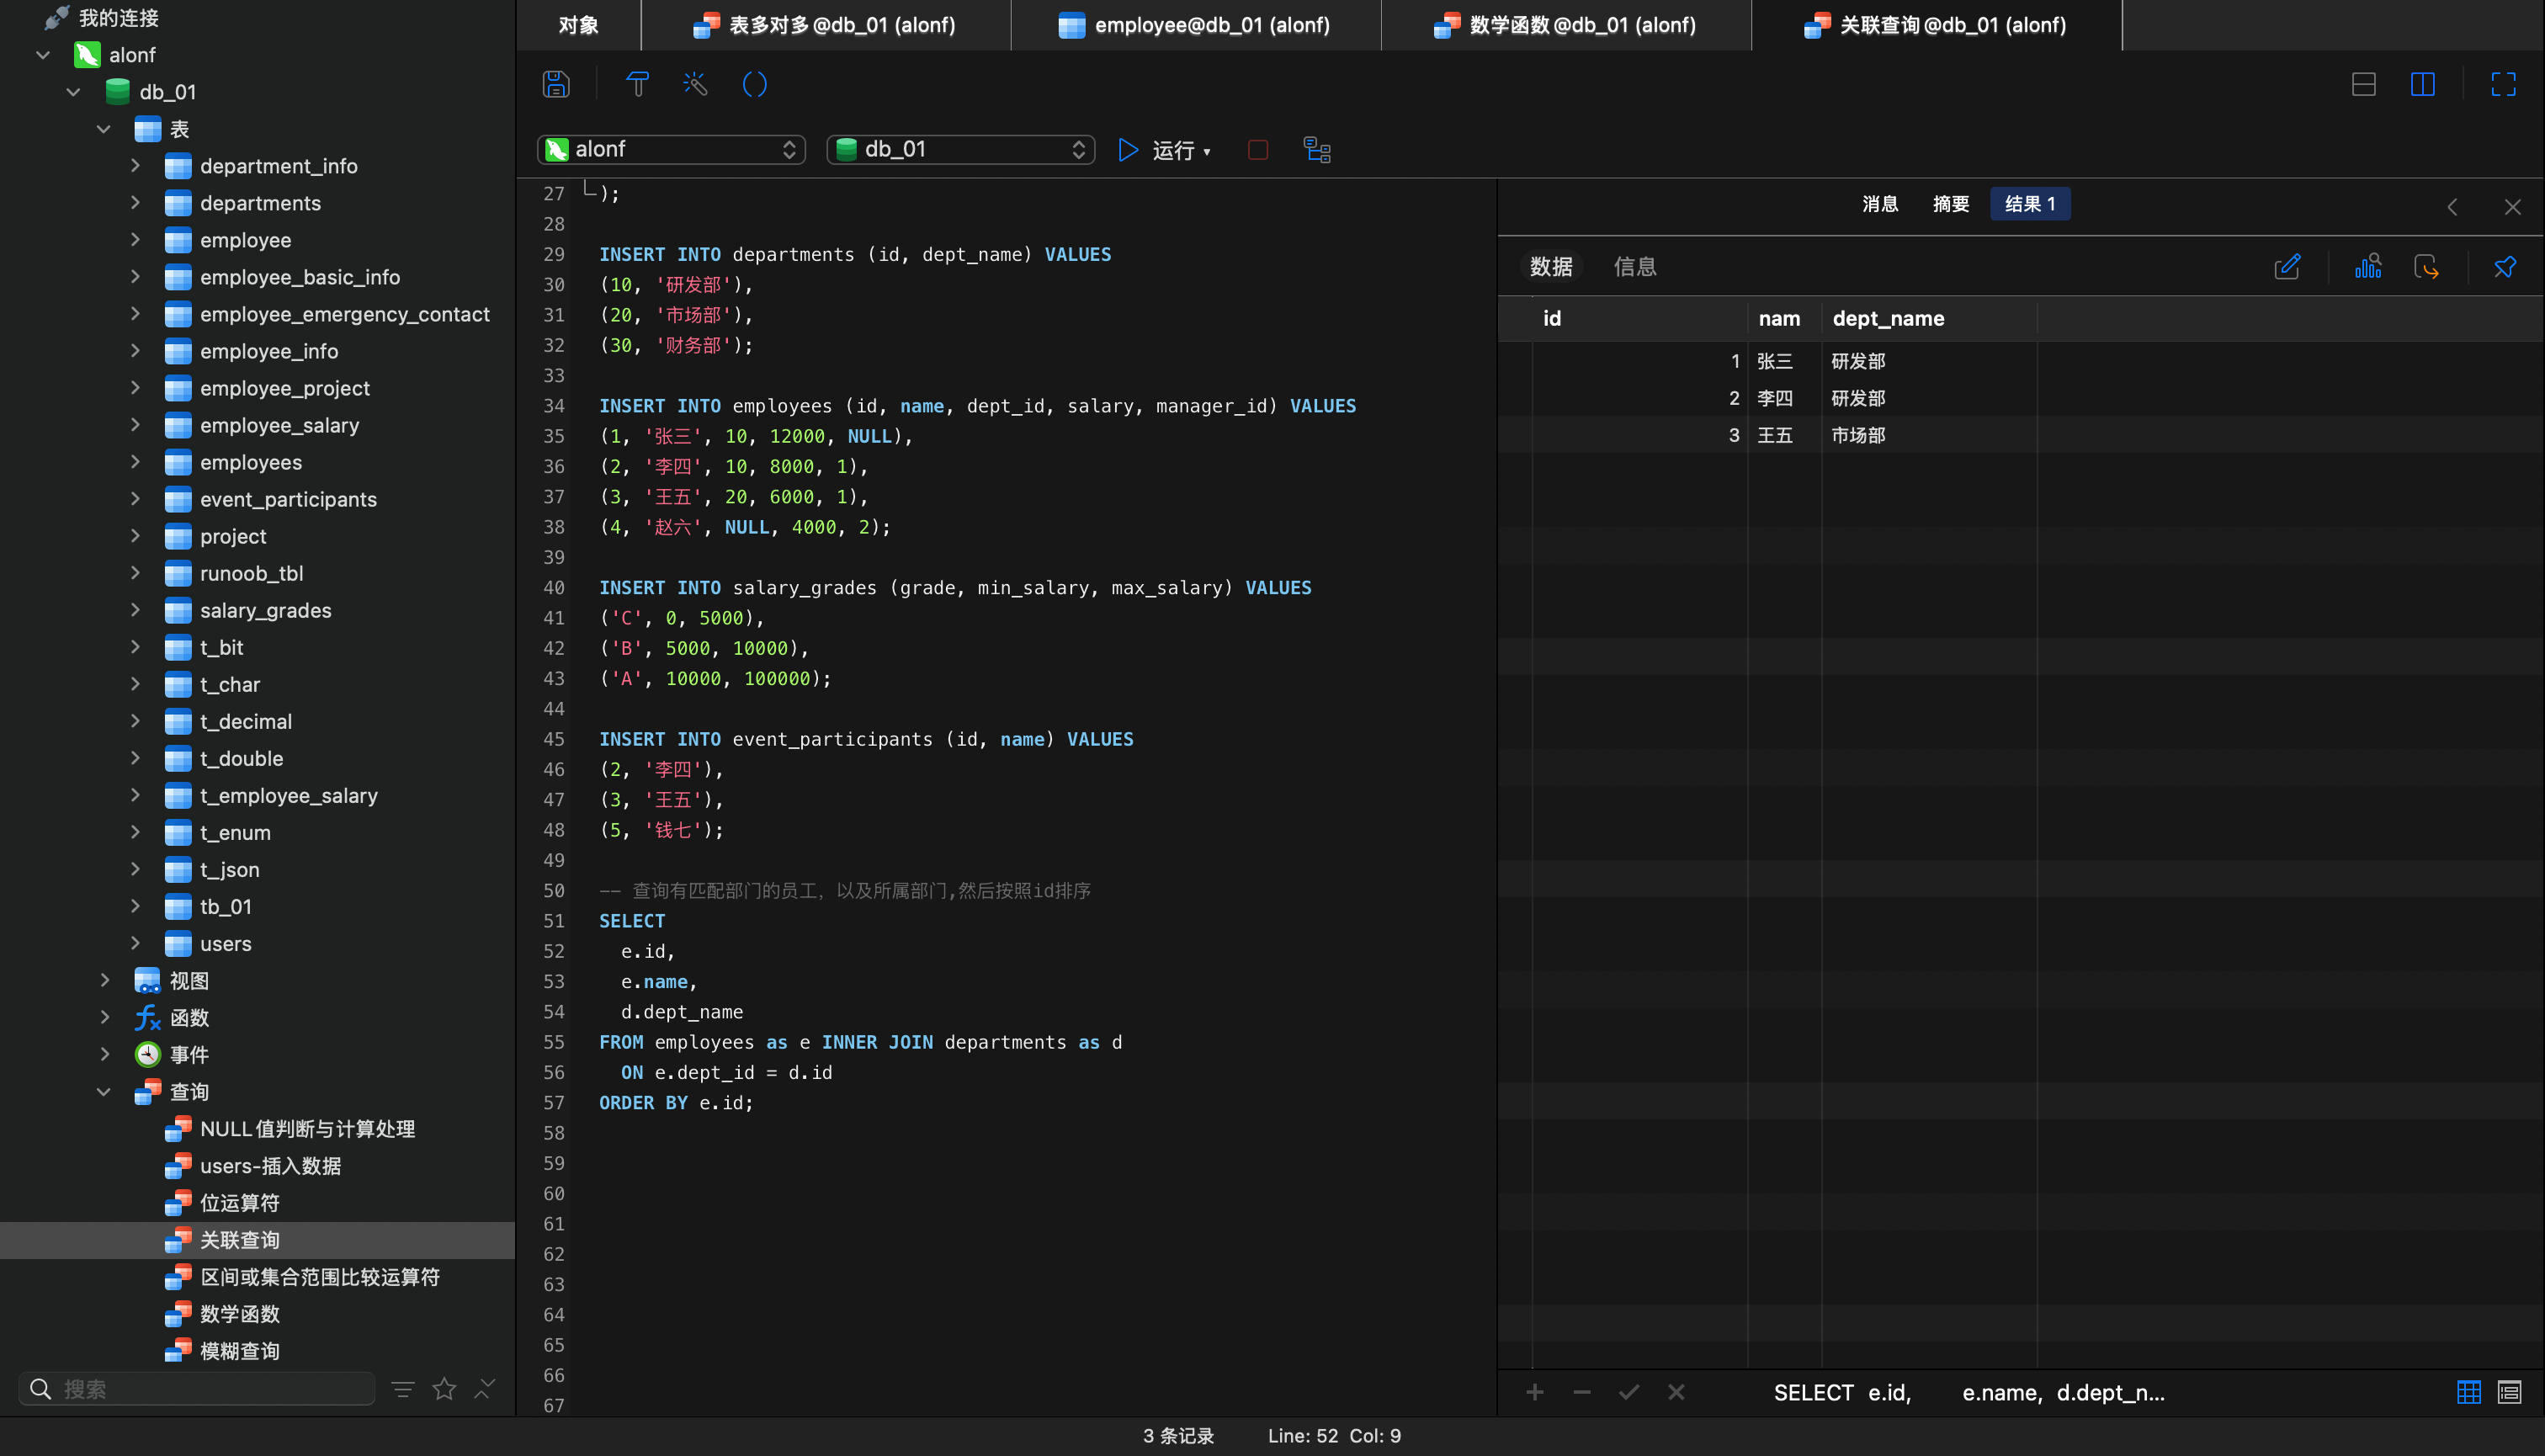 我的连接
alonf
db_01
表
department_info
departments
employee
employee_basic_info
employee_emergency_contact
employee_info
employee_project
employee_salary
employees
event_participants
project
runoob_tbl
salary_grades
t_bit
t_char
t_decimal
t_double
t_employee_salary
t_enum
t_json
tb_01
users
视图
函数
事件
查询
NULL值判断与计算处理
users-插入数据
位运算符
关联查询
区间或集合范围比较运算符
数学函数
模糊查询
搜索
对象
表多对多@db_01 (alonf)
employee@db_01 (alonf)
数学函数@db_01 (alonf)
关联查询@db_01 (alonf)
alonf
db_01
运行
27 );
28
29 INSERT INTO departments (id, dept_name) VALUES
30 (10, '研发部'),
31 (20, '市场部'),
32 (30, '财务部');
33
34 INSERT INTO employees (id, name, dept_id, salary, manager_id) VALUES
35 (1, '张三', 10, 12000, NULL),
36 (2, '李四', 10, 8000, 1),
37 (3, '王五', 20, 6000, 1),
38 (4, '赵六', NULL, 4000, 2);
39
40 INSERT INTO salary_grades (grade, min_salary, max_salary) VALUES
41 ('C', 0, 5000),
42 ('B', 5000, 10000),
43 ('A', 10000, 100000);
44
45 INSERT INTO event_participants (id, name) VALUES
46 (2, '李四'),
47 (3, '王五'),
48 (5, '钱七');
49
50 -- 查询有匹配部门的员工，以及所属部门,然后按照id排序
51 SELECT
52 e.id,
53 e.name,
54 d.dept_name
55 FROM employees as e INNER JOIN departments as d
56 ON e.dept_id = d.id
57 ORDER BY e.id;
58
59
60
61
62
63
64
65
66
67
消息 摘要 结果 1
数据 信息
id nam dept_name
1 张三 研发部
2 李四 研发部
3 王五 市场部
SELECT e.id, e.name, d.dept_n...
3 条记录 Line: 52 Col: 9